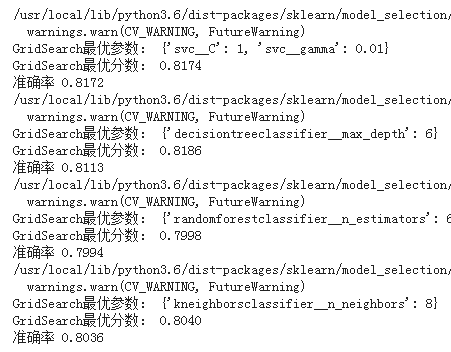 /usr/local/lib/python3.6/dist-packages/sklearn/model_selection/
warnings.warn(CV_WARNING, FutureWarning)
GridSearch最优参数： {'svc__C': 1, 'svc__gamma': 0.01}
GridSearch最优分数： 0.8174
准确率 0.8172
/usr/local/lib/python3.6/dist-packages/sklearn/model_selection/
warnings.warn(CV_WARNING, FutureWarning)
GridSearch最优参数： {'decisiontreeclassifier__max_depth': 6}
GridSearch最优分数： 0.8186
准确率 0.8113
/usr/local/lib/python3.6/dist-packages/sklearn/model_selection/
warnings.warn(CV_WARNING, FutureWarning)
GridSearch最优参数： {'randomforestclassifier__n_estimators': 6
GridSearch最优分数： 0.7998
准确率 0.7994
/usr/local/lib/python3.6/dist-packages/sklearn/model_selection/
warnings.warn(CV_WARNING, FutureWarning)
GridSearch最优参数： {'kneighborsclassifier__n_neighbors': 8}
GridSearch最优分数： 0.8040
准确率 0.8036